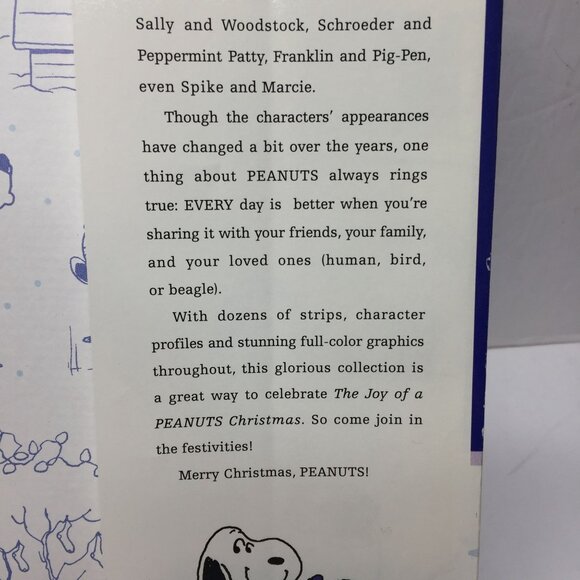 Sally and Woodstock, Schroeder and
Peppermint Patty, Franklin and Pig-Pen,
even Spike and Marcie.
Though the characters' appearances
have changed a bit over the years, one
thing about PEANUTS always rings
true: EVERY day is better when you're
sharing it with your friends, your family,
and your loved ones (human, bird,
or beagle).
With dozens of strips, character
profiles and stunning full-color graphics
throughout, this glorious collection is
a great way to celebrate The Joy of a
PEANUTS Christmas. So come join in
the festivities!
Merry Christmas, PEANUTS!